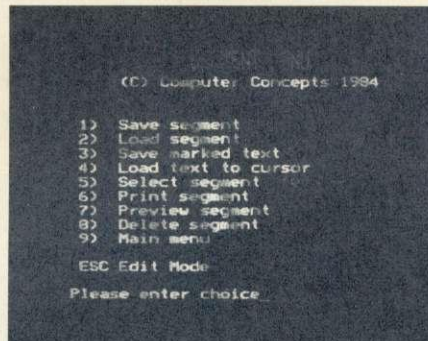 (C) Computer Concepts 1984
1) Save segment
2) Load segment
3) Save marked text
4) Load text to cursor
5) Select segment
6) Print segment
7) Preview segment
8) Delete segment
9) Main menu
ESC Edit Mode
Please enter choice_